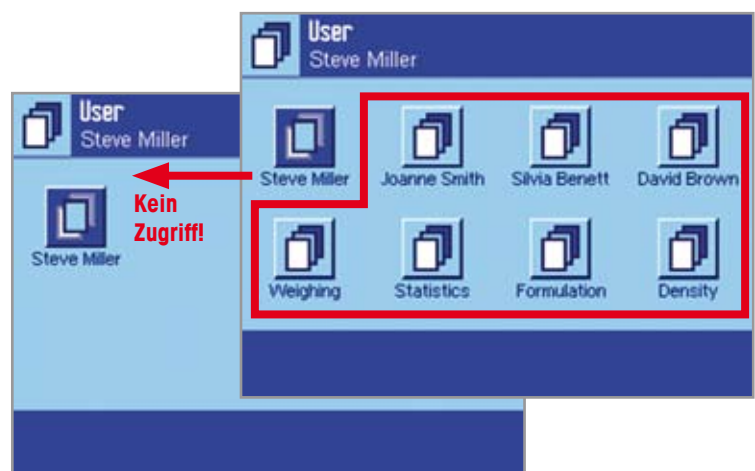 User
Steve Miller
Steve Miller
Joanne Smith
Silvia Benett
David Brown
Weighing
Statistics
Formulation
Density
User
Steve Miller
Kein
Zugriff!
Steve Miller